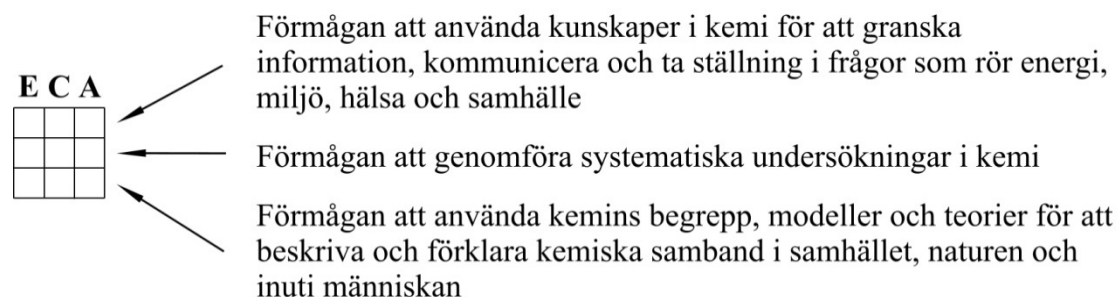 Förmågan att använda kunskaper i kemi för att granska
information, kommunicera och ta ställning i frågor som rör energi,
miljö, hälsa och samhälle
E C A
Förmågan att genomföra systematiska undersökningar i kemi
Förmågan att använda kemins begrepp, modeller och teorier för att
beskriva och förklara kemiska samband i samhället, naturen och
inuti människan